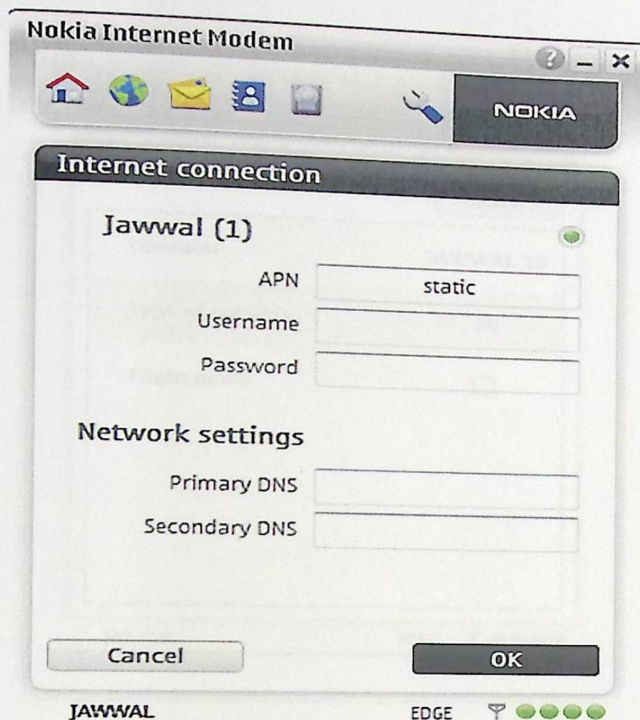 Nokia Internet Modem
NOKIA
Internet connection
Jawwal (1)
APN static
Username
Password
Network settings
Primary DNS
Secondary DNS
Cancel OK
JAWWAL EDGE